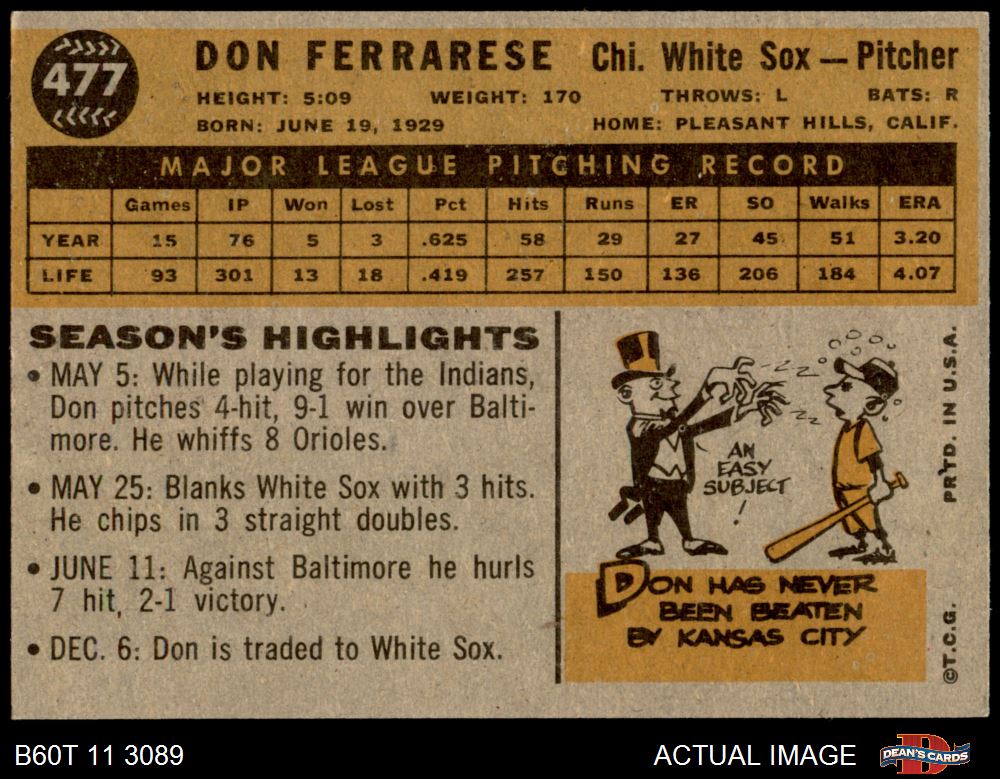 477
DON FERRARESE Chi. White Sox — Pitcher
HEIGHT: 5:09 WEIGHT: 170 THROWS: L BATS: R
BORN: JUNE 19, 1929 HOME: PLEASANT HILLS, CALIF.
MAJOR LEAGUE PITCHING RECORD
Games IP Won Lost Pct Hits Runs ER SO Walks ERA
YEAR 15 76 5 3 .625 58 29 27 45 51 3.20
LIFE 93 301 13 18 .419 257 150 136 206 184 4.07
SEASON'S HIGHLIGHTS
• MAY 5: While playing for the Indians,
Don pitches 4-hit, 9-1 win over Balti-
more. He whiffs 8 Orioles.
• MAY 25: Blanks White Sox with 3 hits.
He chips in 3 straight doubles.
• JUNE 11: Against Baltimore he hurls
7 hit, 2-1 victory.
• DEC. 6: Don is traded to White Sox.
AN
EASY
SUBJECT
!
DON HAS NEVER
BEEN BEATEN
BY KANSAS CITY
©T.C.G. PRTD. IN U.S.A.
B60T 11 3089 ACTUAL IMAGE
DEAN'S CARDS